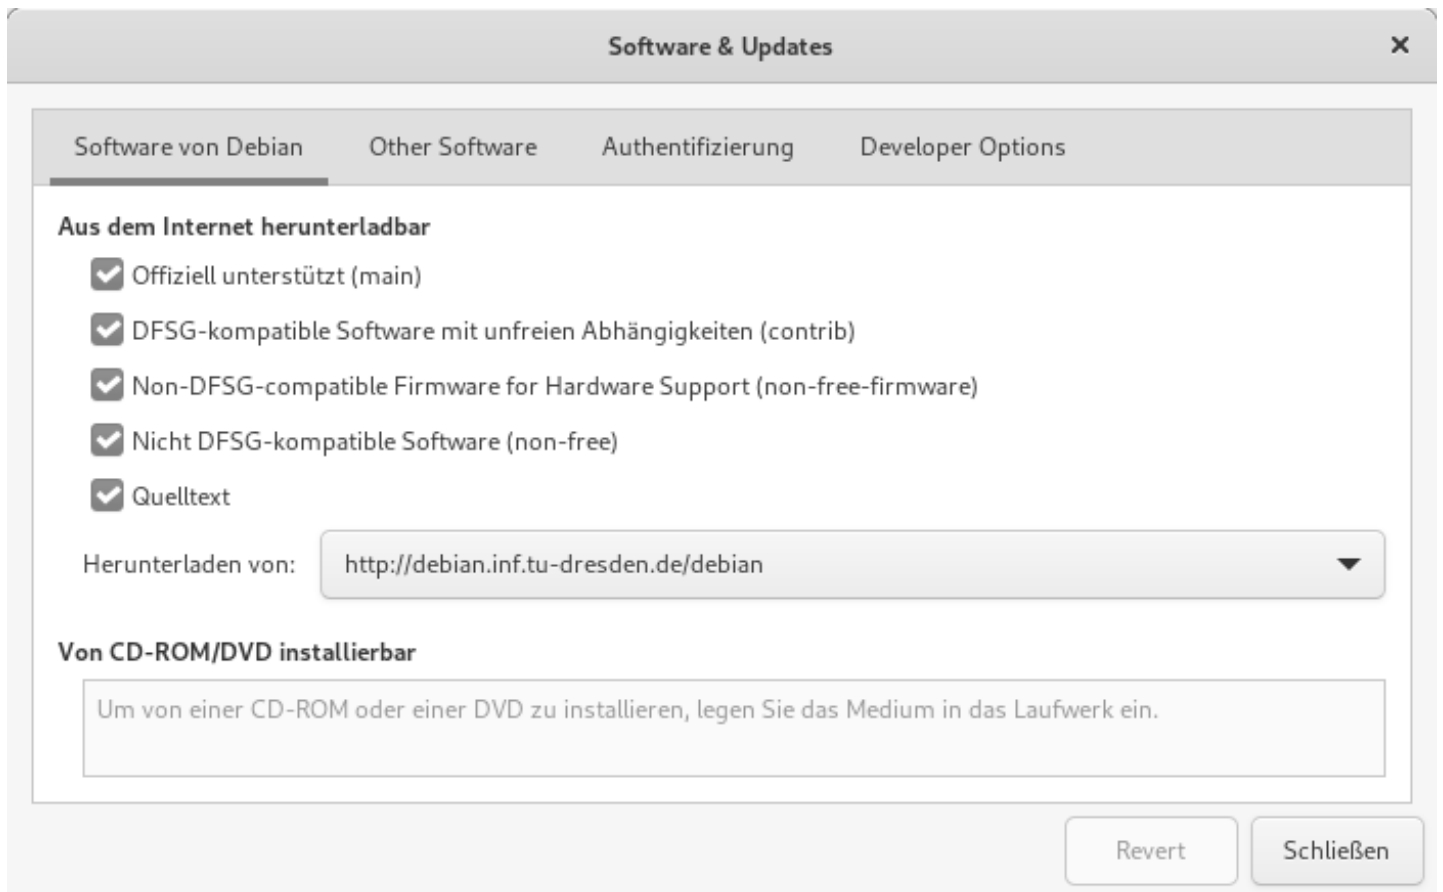 Software & Updates
Software von Debian Other Software Authentifizierung Developer Options
Aus dem Internet herunterladbar
Offiziell unterstützt (main)
DFSG-kompatible Software mit unfreien Abhängigkeiten (contrib)
Non-DFSG-compatible Firmware for Hardware Support (non-free-firmware)
Nicht DFSG-kompatible Software (non-free)
Quelltext
Herunterladen von: http://debian.inf.tu-dresden.de/debian
Von CD-ROM/DVD installierbar
Um von einer CD-ROM oder einer DVD zu installieren, legen Sie das Medium in das Laufwerk ein.
Revert Schließen